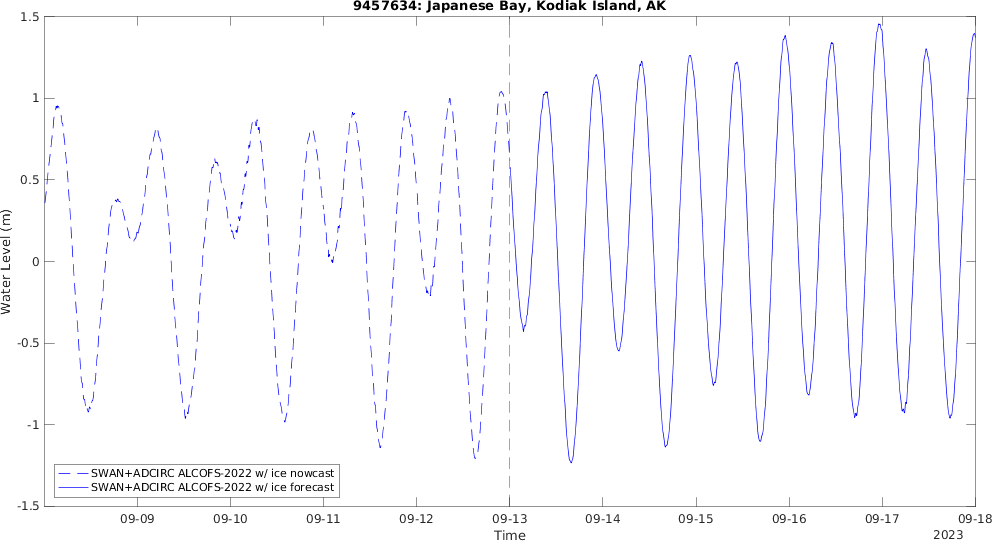 9457634: Japanese Bay, Kodiak Island, AK
1.5
1
0.5
0
-0.5
-1
-1.5
Water Level (m)
SWAN+ADCIRC ALCOFS-2022 w/ ice nowcast
SWAN+ADCIRC ALCOFS-2022 w/ ice forecast
09-09 09-10 09-11 09-12 09-13 09-14 09-15 09-16 09-17 09-18
Time
2023